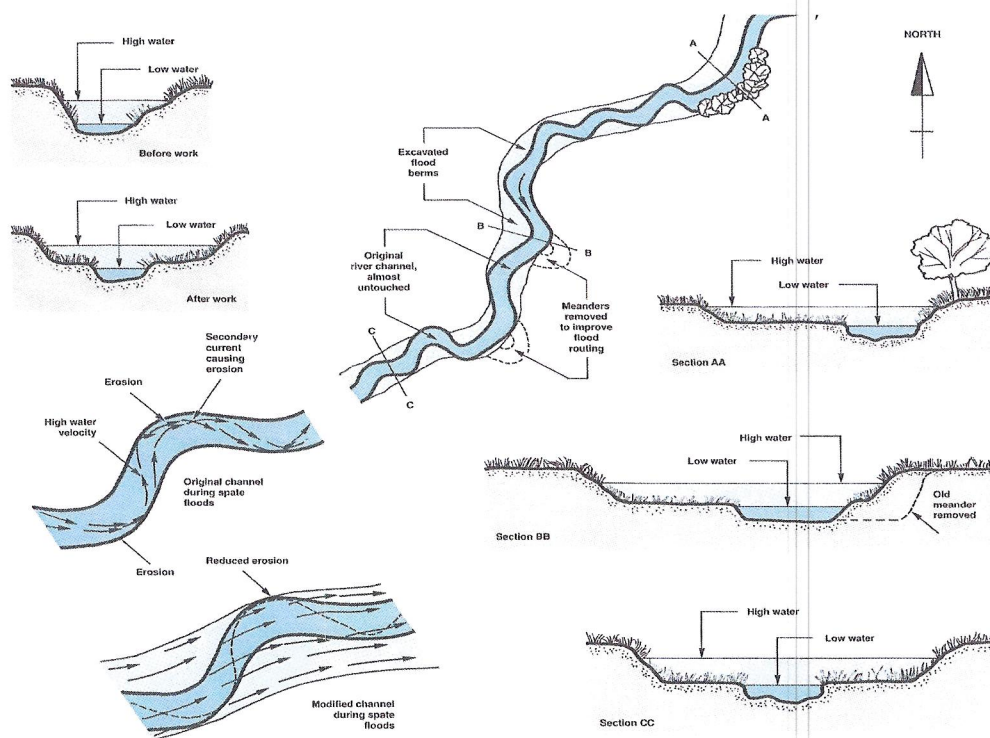 High water
Low water
Before work
High water
Low water
After work
A
A
Excavated
flood
berms
B
B
Original
river channel,
almost
untouched
Meanders
removed
to improve
flood
routing
C
C
NORTH
High water
Low water
Section AA
Secondary
current
causing
erosion
Erosion
High water
velocity
Original channel
during spate
floods
Erosion
High water
Low water
Old
meander
removed
Section BB
Reduced erosion
Modified channel
during spate
floods
High water
Low water
Section CC